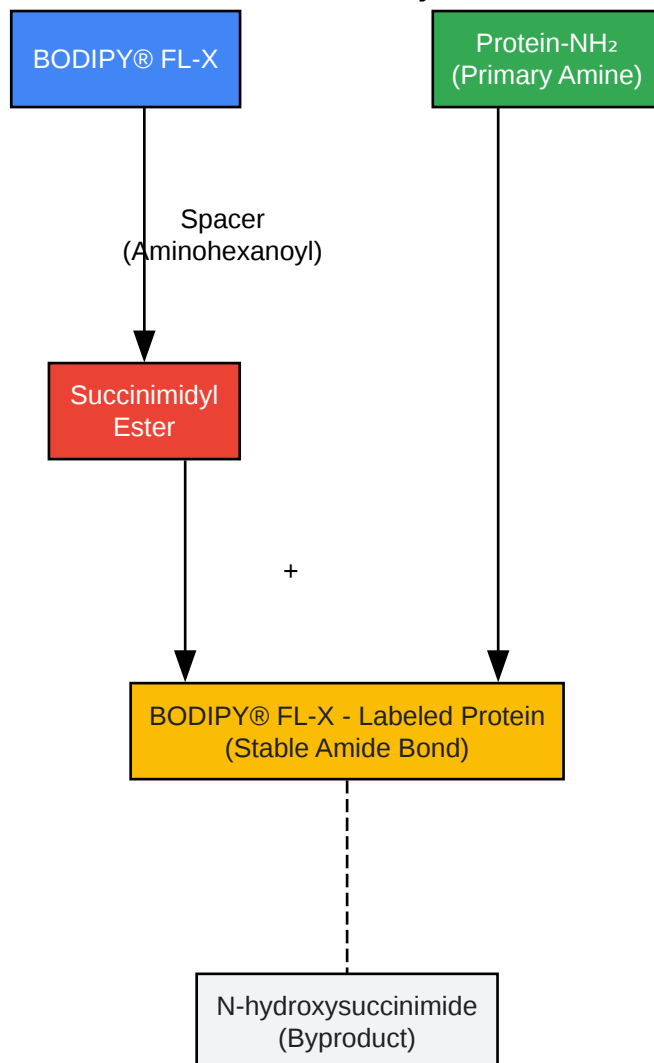 BODIPY® FL-X
Protein-NH₂
(Primary Amine)
Spacer
(Aminohexanoyl)
Succinimidyl
Ester
+
BODIPY® FL-X - Labeled Protein
(Stable Amide Bond)
N-hydroxysuccinimide
(Byproduct)